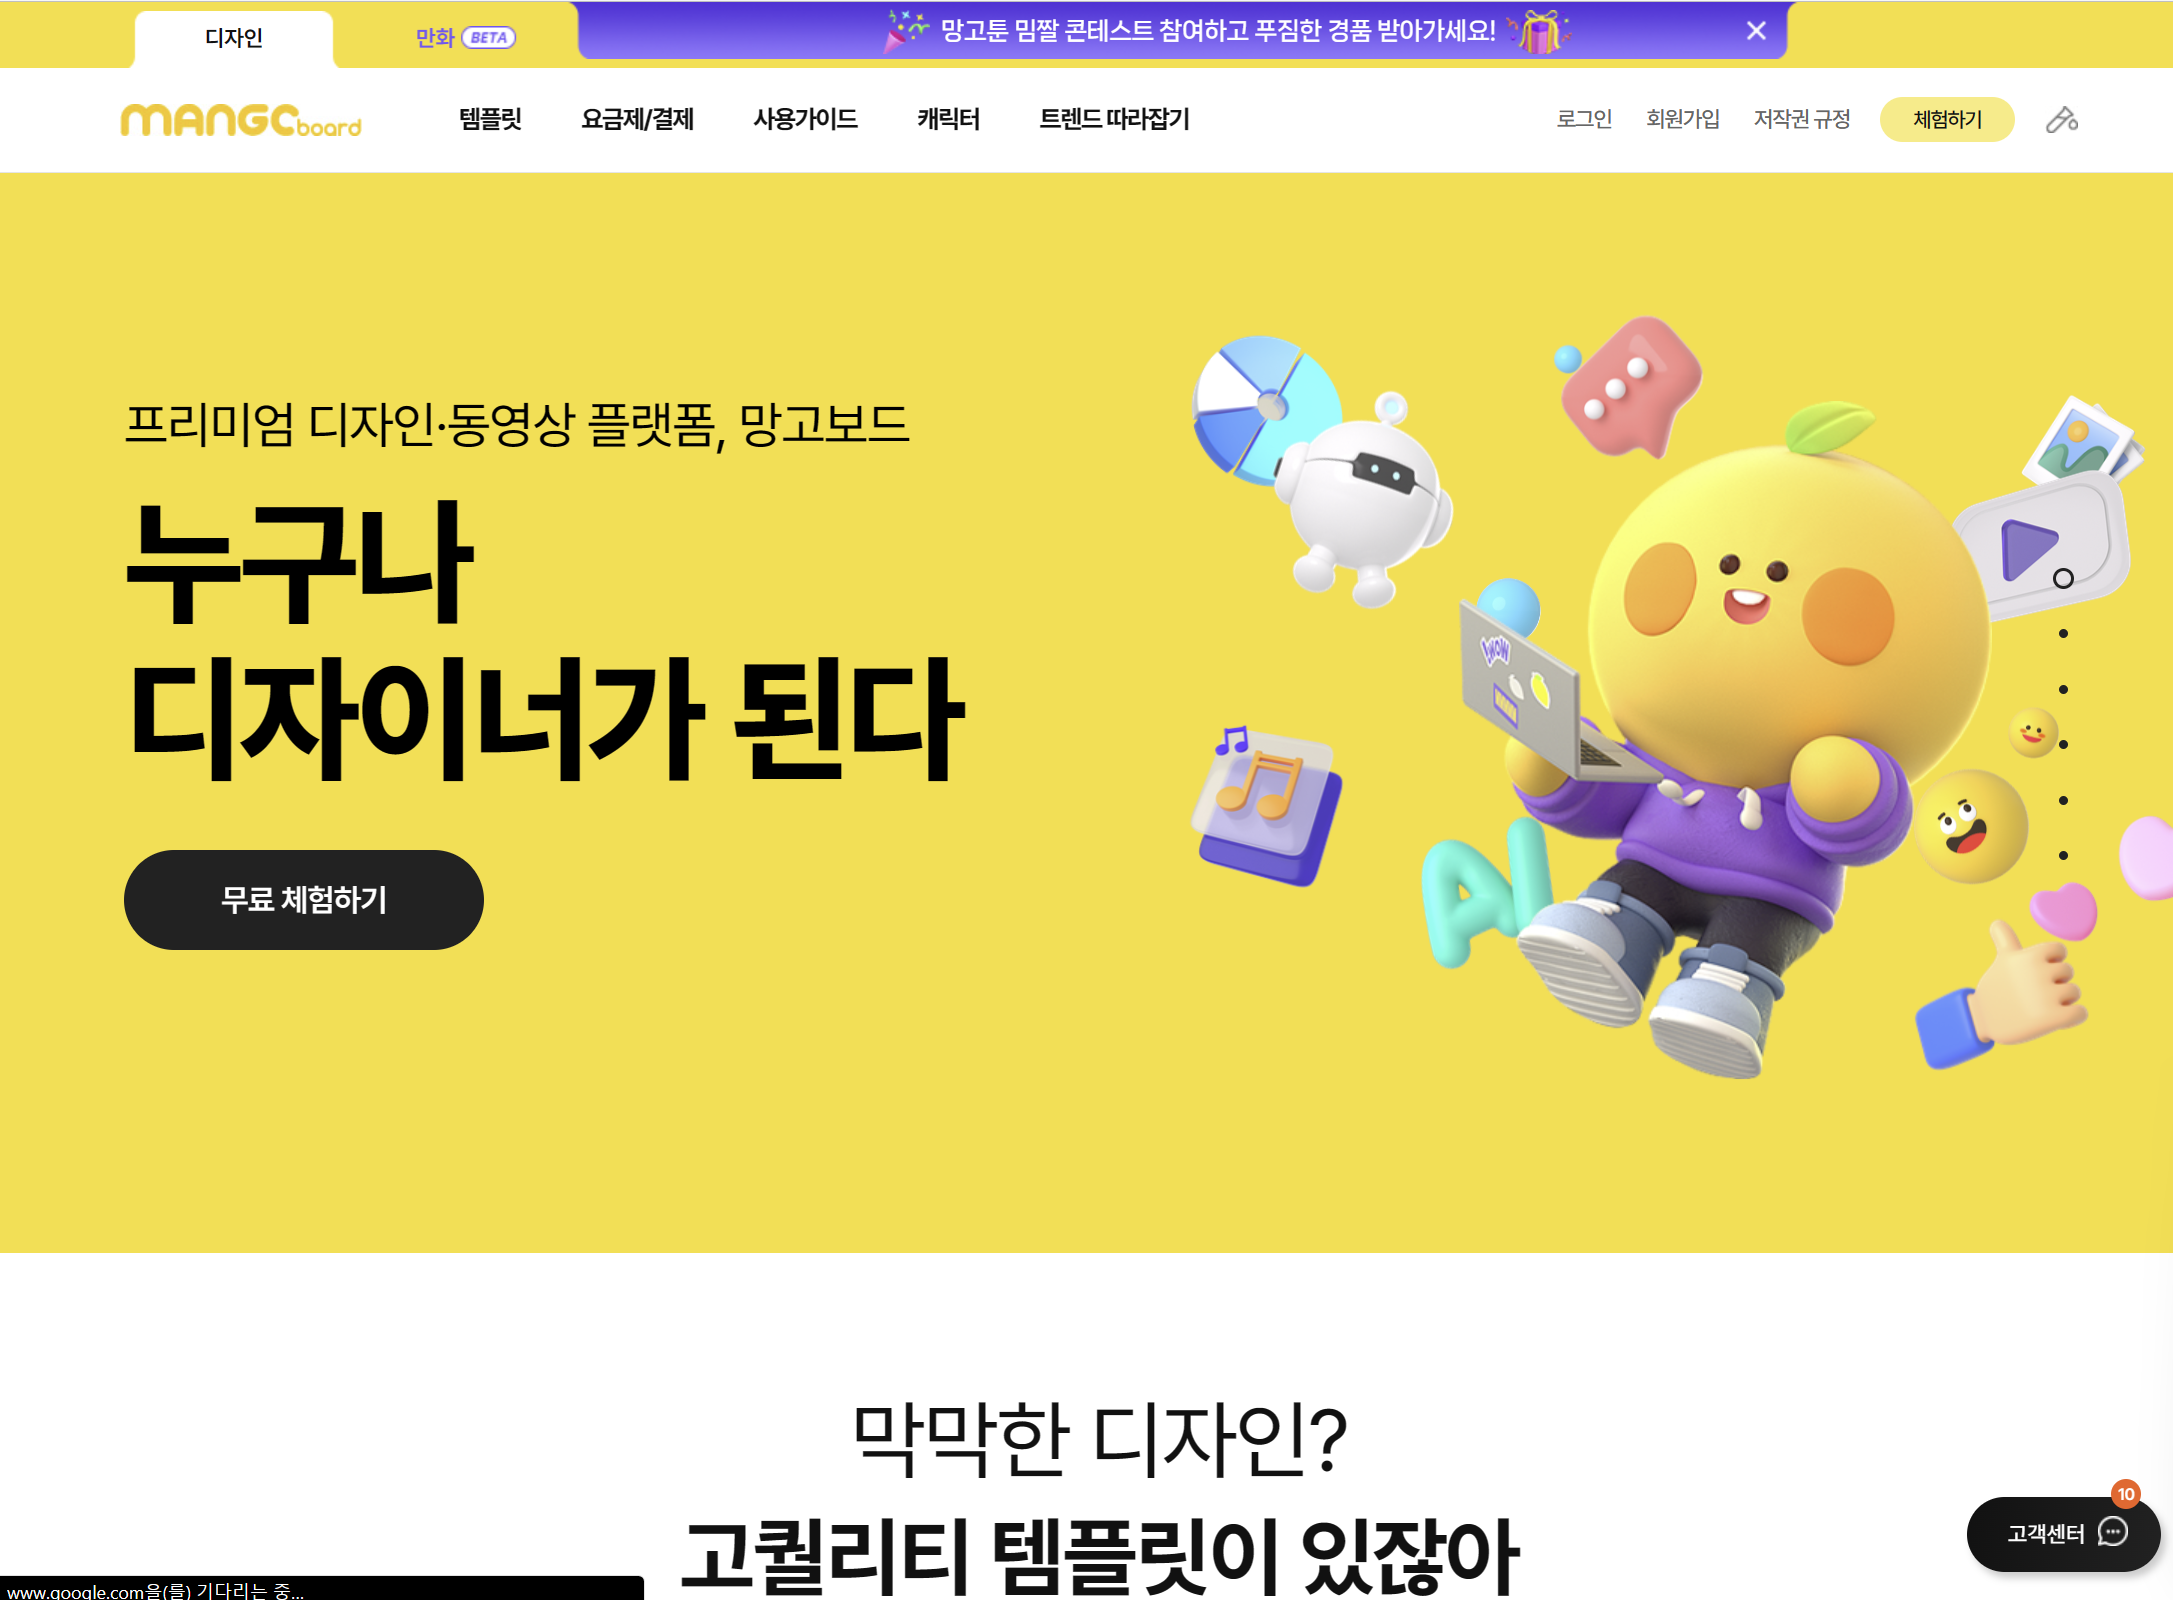 디자인
만화 BETA
망고툰 밈짤 콘테스트 참여하고 푸짐한 경품 받아가세요!
MANGOboard
템플릿
요금제/결제
사용가이드
캐릭터
트렌드 따라잡기
로그인
회원가입
저작권 규정
체험하기
프리미엄 디자인·동영상 플랫폼, 망고보드
누구나
디자이너가 된다
무료 체험하기
WOW
AI
막막한 디자인?
고퀄리티 템플릿이 있잖아
10
고객센터
www.google.com을(를) 기다리는 중...